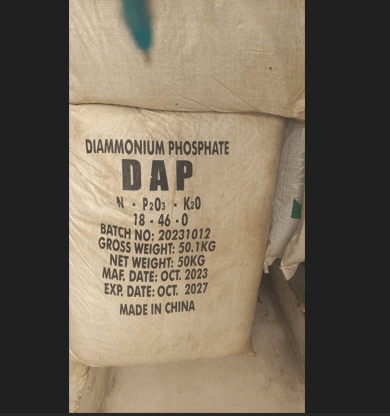 DIAMMONIUM PHOSPHATE
DAP
N - P2O3 - K2O
18 - 46 - 0
BATCH NO: 20231012
GROSS WEIGHT: 50.1KG
NET WEIGHT: 50KG
MAF. DATE: OCT. 2023
EXP. DATE: OCT. 2027
MADE IN CHINA